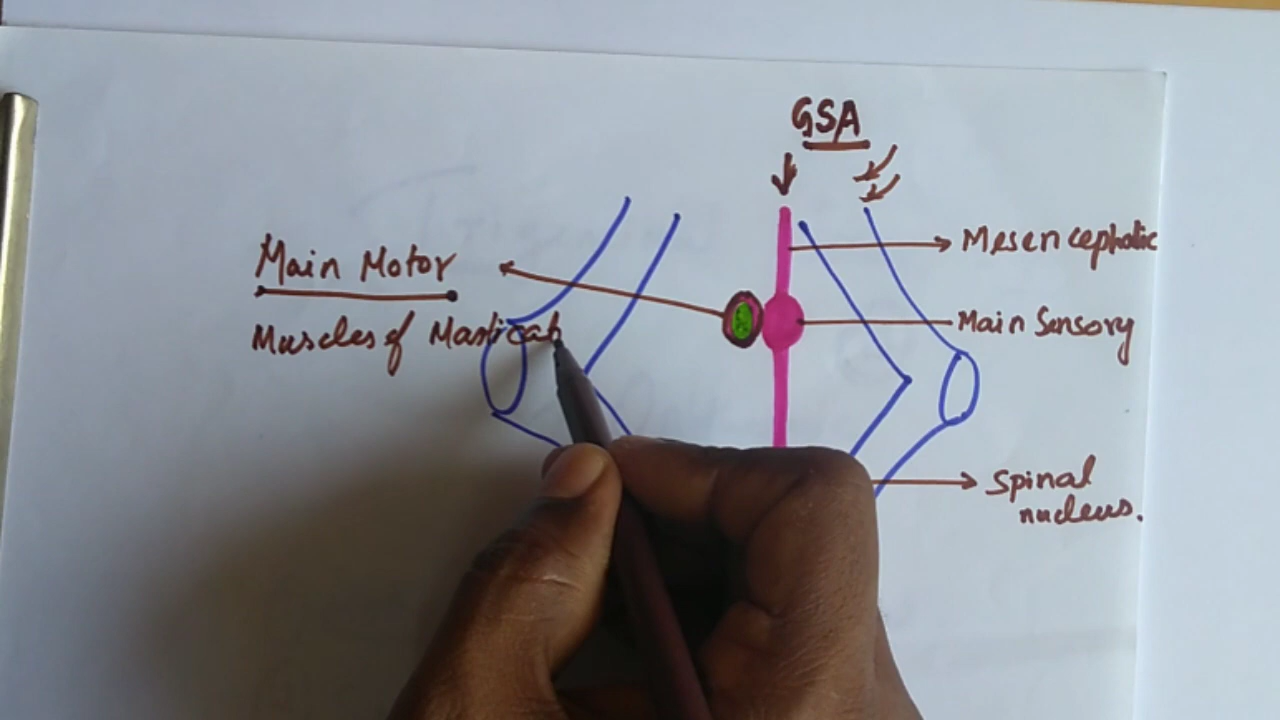 GSA
Mesencephalic
Main Motor
Main Sensory
Muscles of Masticat
Spinal
nucleus.